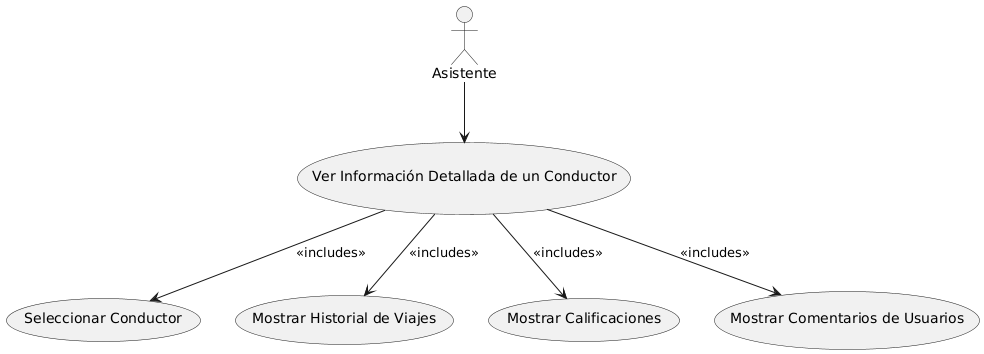 Asistente
Ver Información Detallada de un Conductor
«includes»
«includes»
«includes»
«includes»
Seleccionar Conductor
Mostrar Historial de Viajes
Mostrar Calificaciones
Mostrar Comentarios de Usuarios